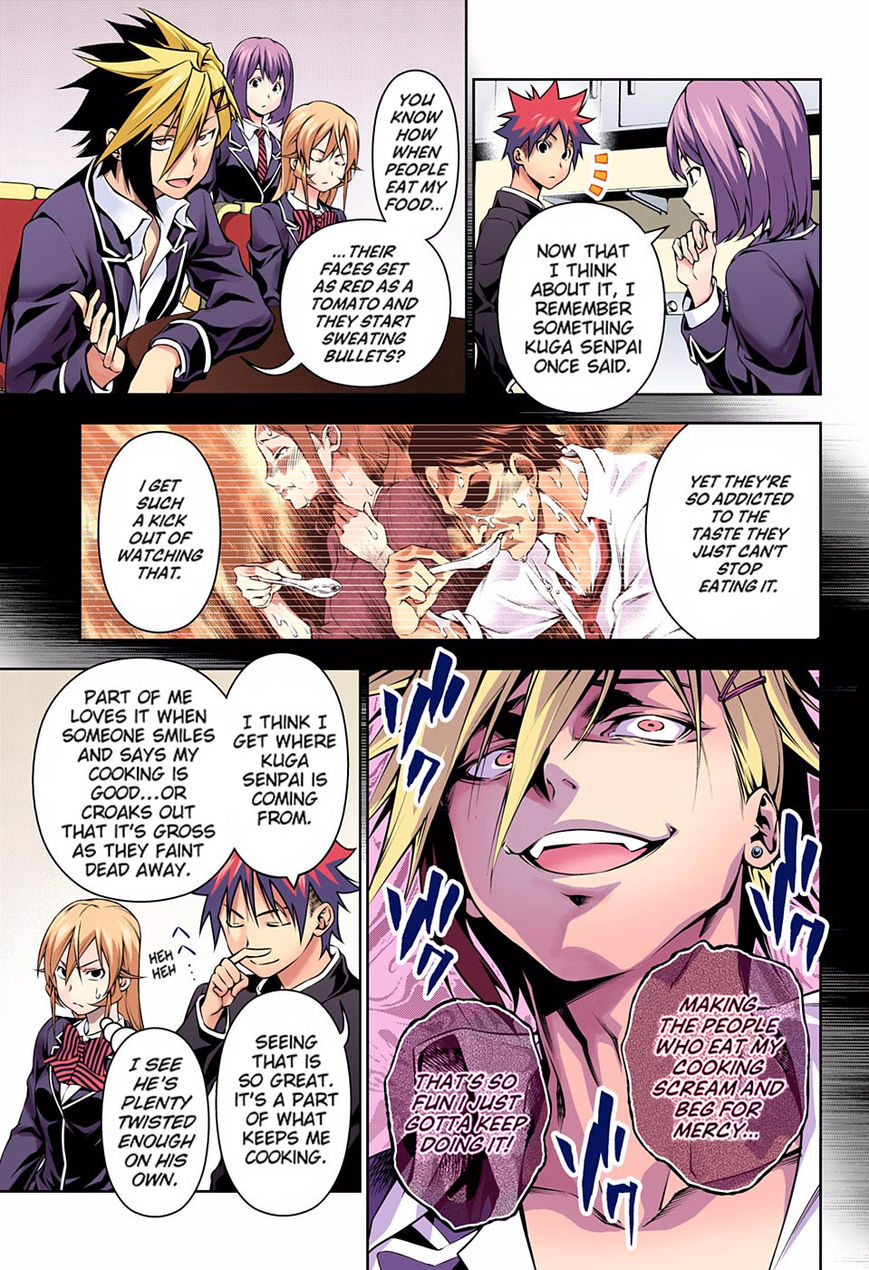 NOW THAT
I THINK
ABOUT IT, I
REMEMBER
SOMETHING
KUGA SENPAI
ONCE SAID.
YOU
KNOW
HOW
WHEN
PEOPLE
EAT MY
FOOD...
...THEIR
FACES GET
AS RED AS A
TOMATO AND
THEY START
SWEATING
BULLETS?
YET THEY'RE
SO ADDICTED
TO THE
TASTE THEY
JUST CAN'T
STOP
EATING IT.
I GET
SUCH
A KICK
OUT OF
WATCHING
THAT.
MAKING
THE PEOPLE
WHO EAT MY
COOKING
SCREAM AND
BEG FOR
MERCY...
THAT'S SO
FUN I JUST
GOTTA KEEP
DOING IT!
ゾクゾク
ゾク
I THINK I
GET WHERE
KUGA
SENPAI IS
COMING
FROM.
PART OF ME
LOVES IT WHEN
SOMEONE SMILES
AND SAYS MY
COOKING IS
GOOD...OR
CROAKS OUT
THAT IT'S GROSS
AS THEY FAINT
DEAD AWAY.
HEH
HEH
SEEING
THAT IS
SO GREAT.
IT'S A PART
OF WHAT
KEEPS ME
COOKING.
I SEE
HE'S
PLENTY
TWISTED
ENOUGH
ON HIS
OWN.